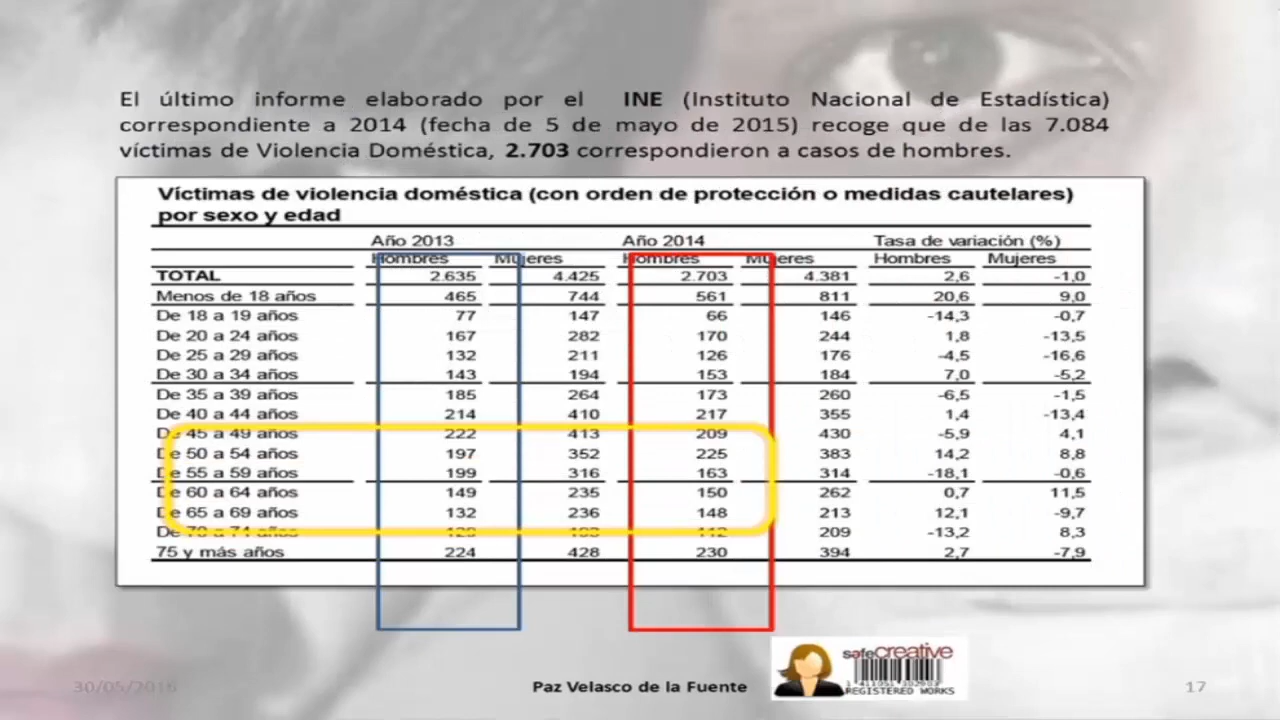 El último informe elaborado por el INE (Instituto Nacional de Estadística)
correspondiente a 2014 (fecha de 5 de mayo de 2015) recoge que de las 7.084
víctimas de Violencia Doméstica, 2.703 correspondieron a casos de hombres.
Víctimas de violencia doméstica (con orden de protección o medidas cautelares)
por sexo y edad
Año 2013 Año 2014 Tasa de variación (%)
Hombres Mujeres Hombres Mujeres Hombres Mujeres
TOTAL 2.635 4.425 2.703 4.381 2,6 -1,0
Menos de 18 años 465 744 561 811 20,6 9,0
De 18 a 19 años 77 147 66 146 -14,3 -0,7
De 20 a 24 años 167 282 170 244 1,8 -13,5
De 25 a 29 años 132 211 126 176 -4,5 -16,6
De 30 a 34 años 143 194 153 184 7,0 -5,2
De 35 a 39 años 185 264 173 260 -6,5 -1,5
De 40 a 44 años 214 410 217 355 1,4 -13,4
De 45 a 49 años 222 413 209 430 -5,9 4,1
De 50 a 54 años 197 352 225 383 14,2 8,8
De 55 a 59 años 199 316 163 314 -18,1 -0,6
De 60 a 64 años 149 235 150 262 0,7 11,5
De 65 a 69 años 132 236 148 213 12,1 -9,7
De 70 a 74 años 129 193 112 209 -13,2 8,3
75 y más años 224 428 230 394 2,7 -7,9
safecreative
REGISTERED WORKS
30/05/2016 Paz Velasco de la Fuente 17